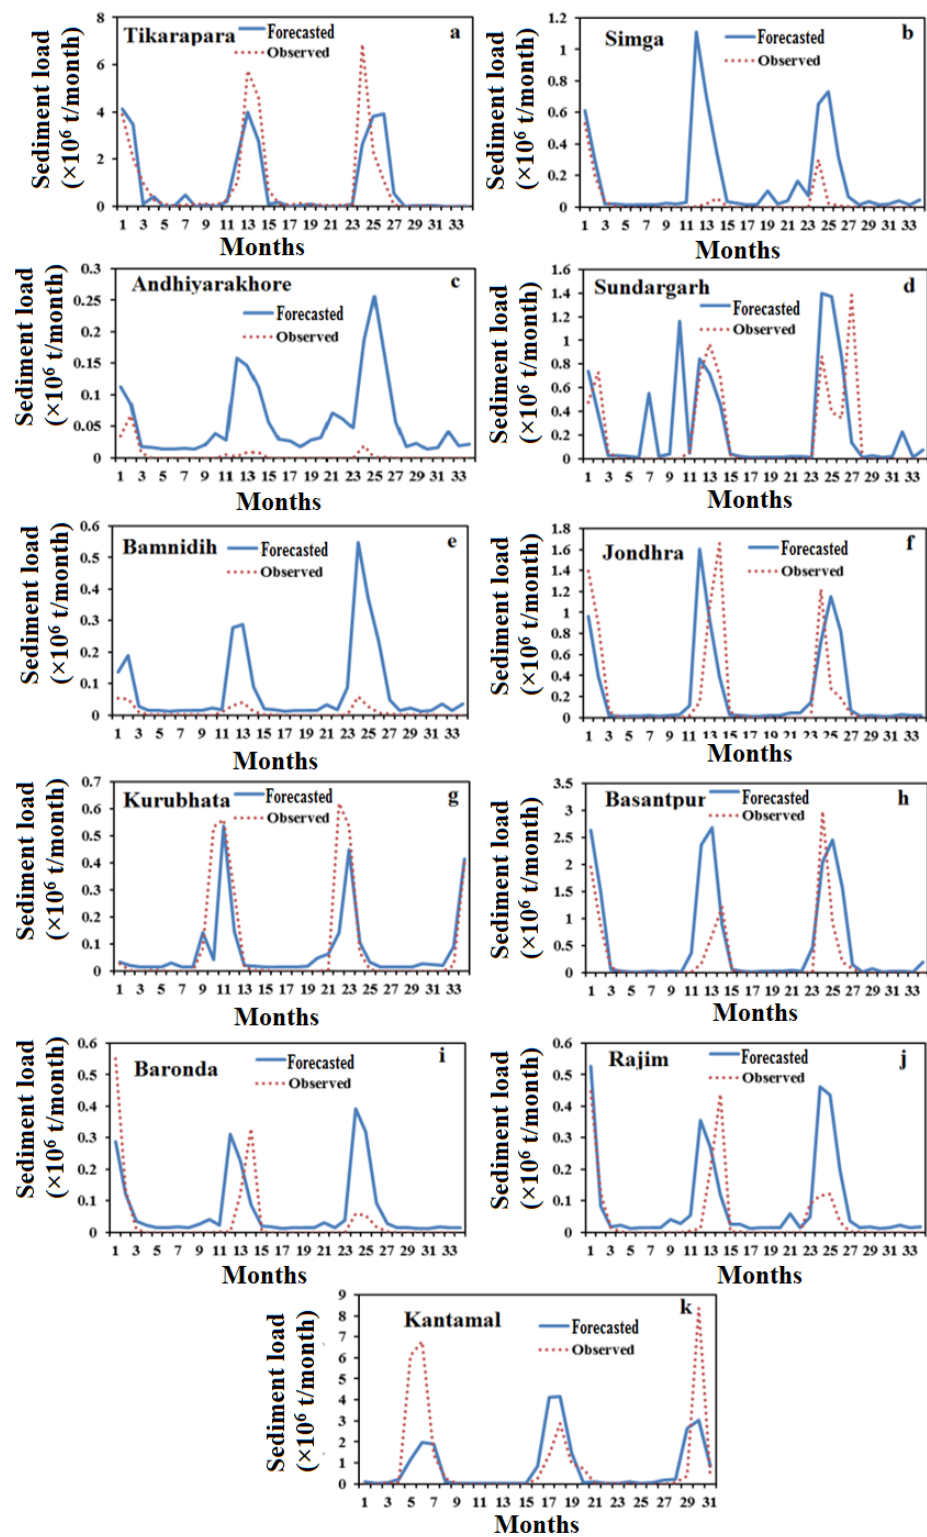 Sediment load
(×10⁶ t/month)
8
6
4
2
0
Tikarapara
Forecasted
Observed
a
1 3 5 7 9 11 13 15 17 19 21 23 25 27 29 31 33
Months
Sediment load
(×10⁶ t/month)
1.2
1
0.8
0.6
0.4
0.2
0
Simga
Forecasted
Observed
b
1 3 5 7 9 11 13 15 17 19 21 23 25 27 29 31 33
Months
Sediment load
(×10⁶ t/month)
0.3
0.25
0.2
0.15
0.1
0.05
0
Andhiyarakhore
Forecasted
Observed
c
1 3 5 7 9 11 13 15 17 19 21 23 25 27 29 31 33
Months
Sediment load
(×10⁶ t/month)
1.6
1.4
1.2
1
0.8
0.6
0.4
0.2
0
Sundargarh
Forecasted
Observed
d
1 3 5 7 9 11 13 15 17 19 21 23 25 27 29 31 33
Months
Sediment load
(×10⁶ t/month)
0.6
0.5
0.4
0.3
0.2
0.1
0
Bamnidih
Forecasted
Observed
e
1 3 5 7 9 11 13 15 17 19 21 23 25 27 29 31 33
Months
Sediment load
(×10⁶ t/month)
1.8
1.6
1.4
1.2
1
0.8
0.6
0.4
0.2
0
Jondhra
Forecasted
Observed
f
1 3 5 7 9 11 13 15 17 19 21 23 25 27 29 31 33
Months
Sediment load
(×10⁶ t/month)
0.7
0.6
0.5
0.4
0.3
0.2
0.1
0
Kurubhata
Forecasted
Observed
g
1 3 5 7 9 11 13 15 17 19 21 23 25 27 29 31 33
Months
Sediment load
(×10⁶ t/month)
3.5
3
2.5
2
1.5
1
0.5
0
Basantpur
Forecasted
Observed
h
1 3 5 7 9 11 13 15 17 19 21 23 25 27 29 31 33
Months
Sediment load
(×10⁶ t/month)
0.6
0.5
0.4
0.3
0.2
0.1
0
Baronda
Forecasted
Observed
i
1 3 5 7 9 11 13 15 17 19 21 23 25 27 29 31 33
Months
Sediment load
(×10⁶ t/month)
0.6
0.5
0.4
0.3
0.2
0.1
0
Rajim
Forecasted
Observed
j
1 3 5 7 9 11 13 15 17 19 21 23 25 27 29 31 33
Months
Sediment load
(×10⁶ t/month)
9
8
7
6
5
4
3
2
1
0
Kantamal
Forecasted
Observed
k
1 3 5 7 9 11 13 15 17 19 21 23 25 27 29 31
Months